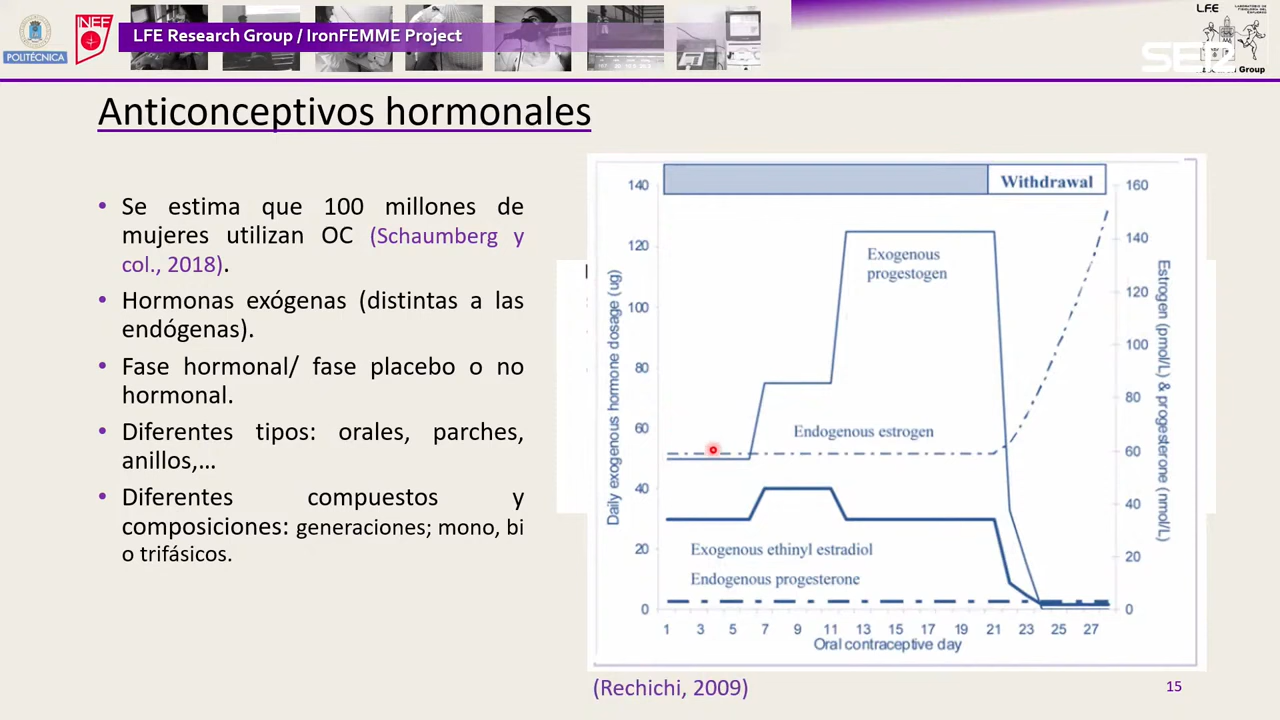 POLITÉCNICA
INEF
LFE Research Group / IronFEMME Project
LFE
SER
Group
Anticonceptivos hormonales
• Se estima que 100 millones de
mujeres utilizan OC (Schaumberg y
col., 2018).
• Hormonas exógenas (distintas a las
endógenas).
• Fase hormonal/ fase placebo o no
hormonal.
• Diferentes tipos: orales, parches,
anillos,...
• Diferentes compuestos y
composiciones: generaciones; mono, bi
o trifásicos.
Withdrawal
140
120
100
80
60
40
20
0
Daily exogenous hormone dosage (ug)
Exogenous
progestogen
Endogenous estrogen
Exogenous ethinyl estradiol
Endogenous progesterone
160
140
120
100
80
60
40
20
0
Estrogen (pmol/L) & progesterone (nmol/L)
1 3 5 7 9 11 13 15 17 19 21 23 25 27
Oral contraceptive day
(Rechichi, 2009)
15